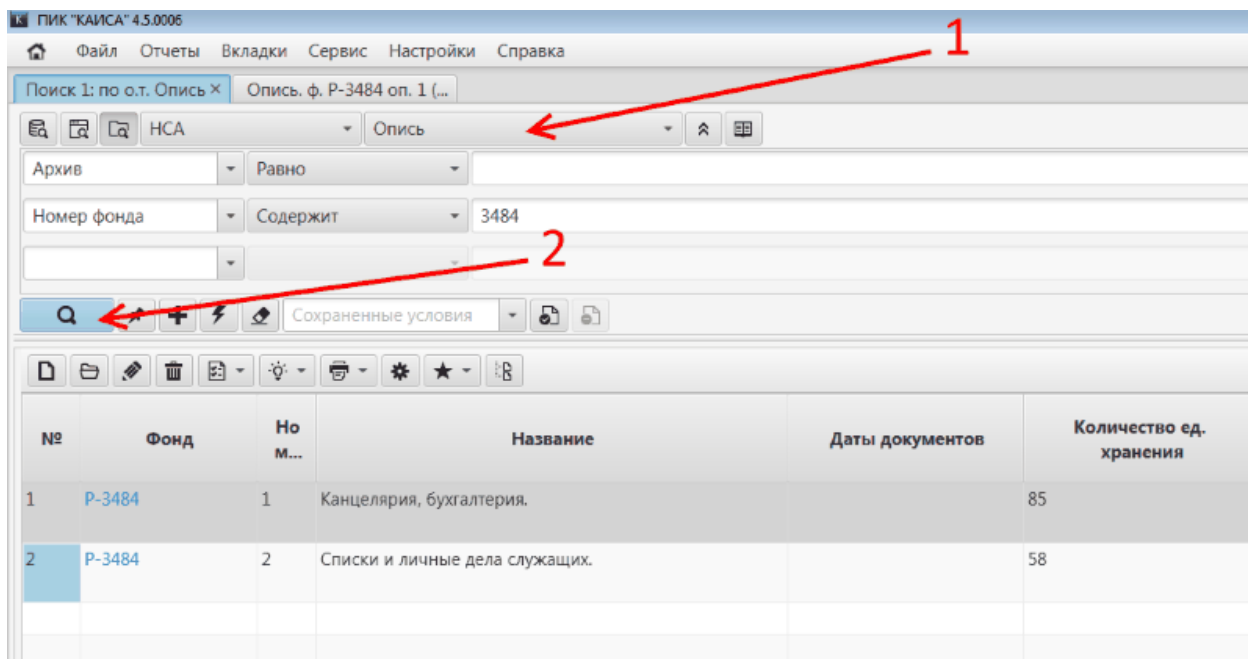 ПИК "КАИСА" 4.5.0006
1
Файл Отчеты Вкладки Сервис Настройки Справка
Поиск 1: по о.т. Опись × Опись. ф. Р-3484 оп. 1 (...
НСА Опись
Архив Равно
Номер фонда Содержит 3484
2
Сохраненные условия
№ Фонд Но м... Название Даты документов Количество ед. хранения
1 Р-3484 1 Канцелярия, бухгалтерия. 85
2 Р-3484 2 Списки и личные дела служащих. 58